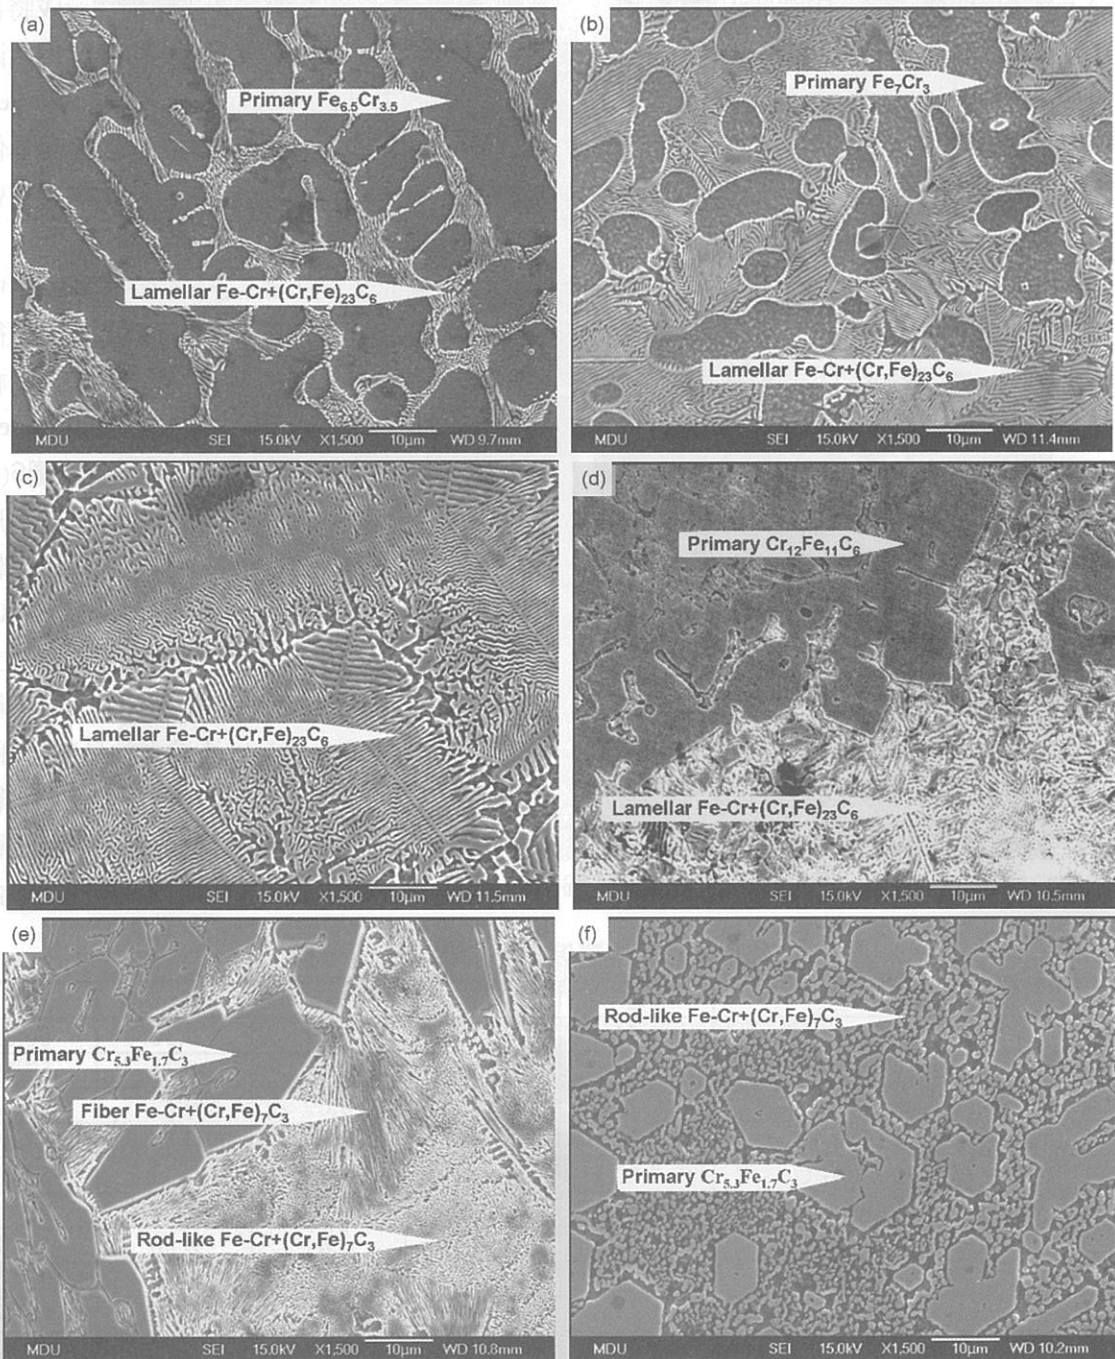 (a)
Primary Fe6.5Cr3.5
Lamellar Fe-Cr+(Cr,Fe)23C6
MDU SEI 15.0kV X1,500 10μm WD 9.7mm
(b)
Primary Fe7Cr3
Lamellar Fe-Cr+(Cr,Fe)23C6
MDU SEI 15.0kV X1,500 10μm WD 11.4mm
(c)
Lamellar Fe-Cr+(Cr,Fe)23C6
MDU SEI 15.0kV X1,500 10μm WD 11.5mm
(d)
Primary Cr12Fe11C6
Lamellar Fe-Cr+(Cr,Fe)23C6
MDU SEI 15.0kV X1,500 10μm WD 10.5mm
(e)
Primary Cr5.3Fe1.7C3
Fiber Fe-Cr+(Cr,Fe)7C3
Rod-like Fe-Cr+(Cr,Fe)7C3
MDU SEI 15.0kV X1,500 10μm WD 10.8mm
(f)
Rod-like Fe-Cr+(Cr,Fe)7C3
Primary Cr5.3Fe1.7C3
MDU SEI 15.0kV X1,500 10μm WD 10.2mm